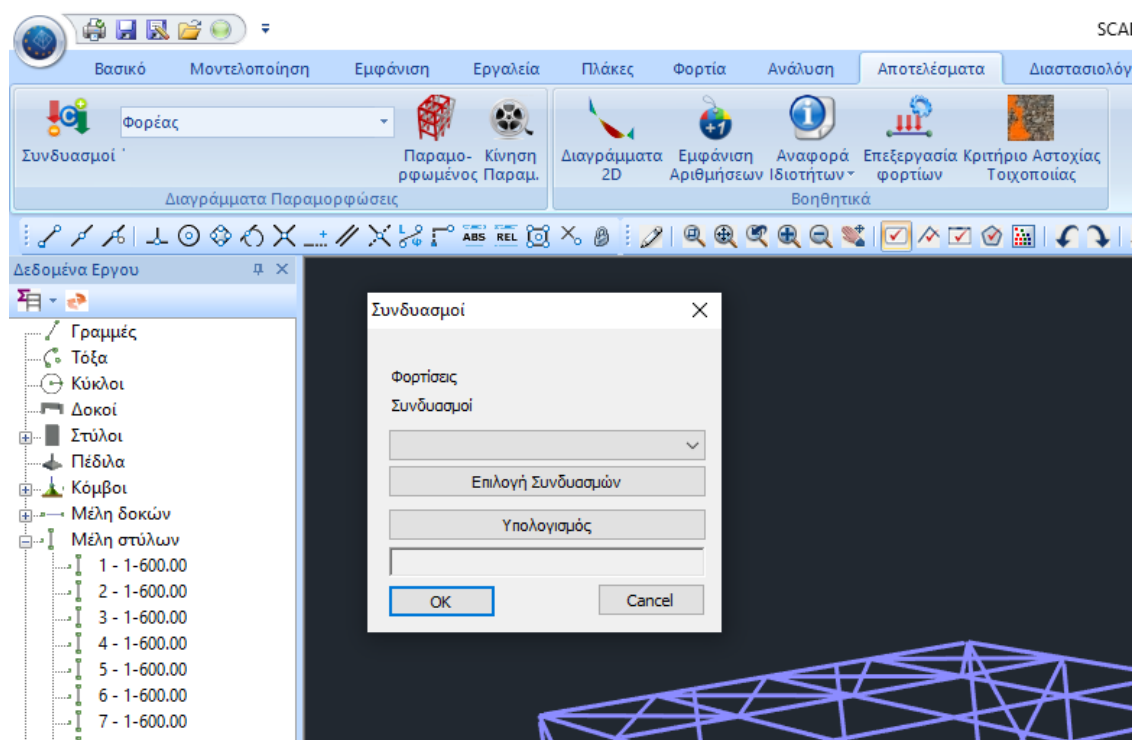 SCA
Βασικό Μοντελοποίηση Εμφάνιση Εργαλεία Πλάκες Φορτία Ανάλυση Αποτελέσματα Διαστασιολόγ
Φορέας
+1
Συνδυασμοί
Παραμο-
ρφωμένος
Κίνηση
Παραμ.
Διαγράμματα
2D
Εμφάνιση
Αριθμήσεων
Αναφορά
Ιδιοτήτων
Επεξεργασία
φορτίων
Κριτήριο Αστοχίας
Τοιχοποιίας
Διαγράμματα Παραμορφώσεις
Βοηθητικά
ABS REL
Δεδομένα Εργου
Γραμμές
Τόξα
Κύκλοι
Δοκοί
Στύλοι
Πέδιλα
Κόμβοι
Μέλη δοκών
Μέλη στύλων
1 - 1-600.00
2 - 1-600.00
3 - 1-600.00
4 - 1-600.00
5 - 1-600.00
6 - 1-600.00
7 - 1-600.00
Συνδυασμοί
Φορτίσεις
Συνδυασμοί
Επιλογή Συνδυασμών
Υπολογισμός
OK Cancel